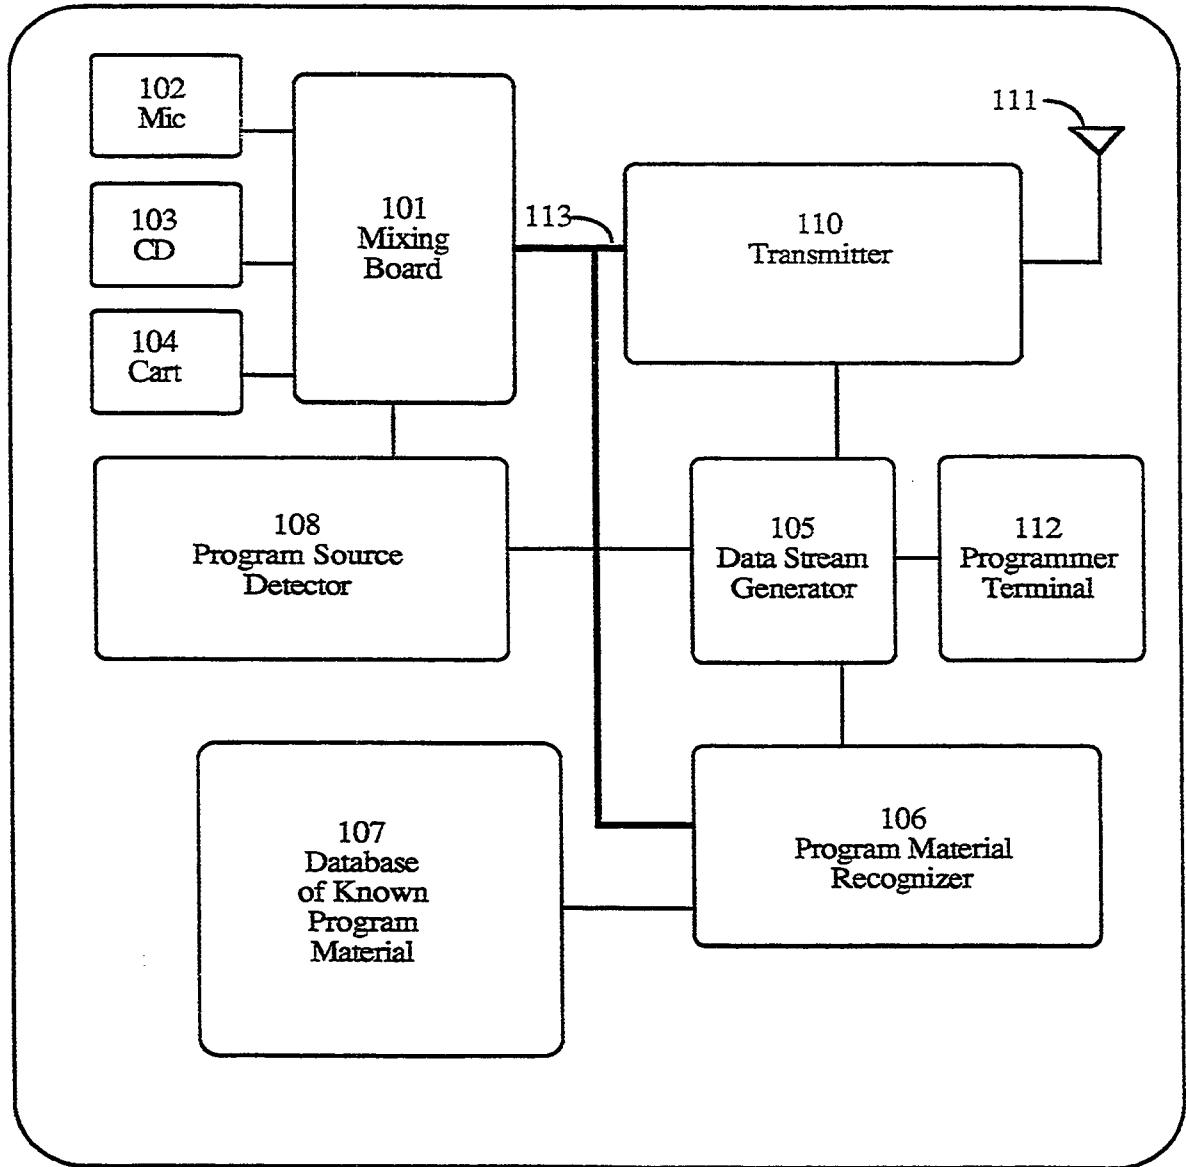 102
Mic
103
CD
104
Cart
101
Mixing
Board
113
110
Transmitter
111
108
Program Source
Detector
105
Data Stream
Generator
112
Programmer
Terminal
107
Database
of Known
Program
Material
106
Program Material
Recognizer